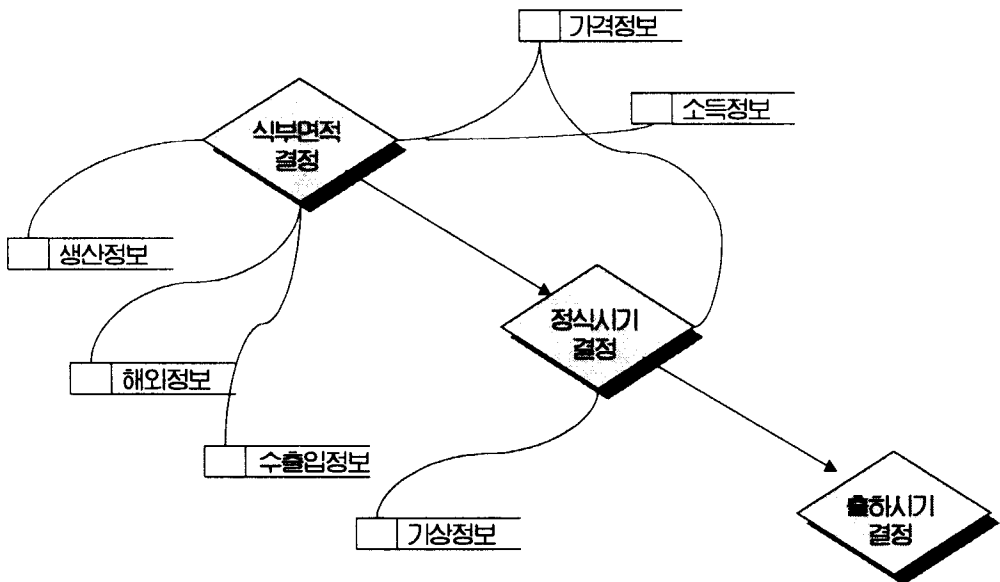 가격정보
소득정보
식부면적
결정
생산정보
해외정보
수출입정보
정식시기
결정
기상정보
출하시기
결정